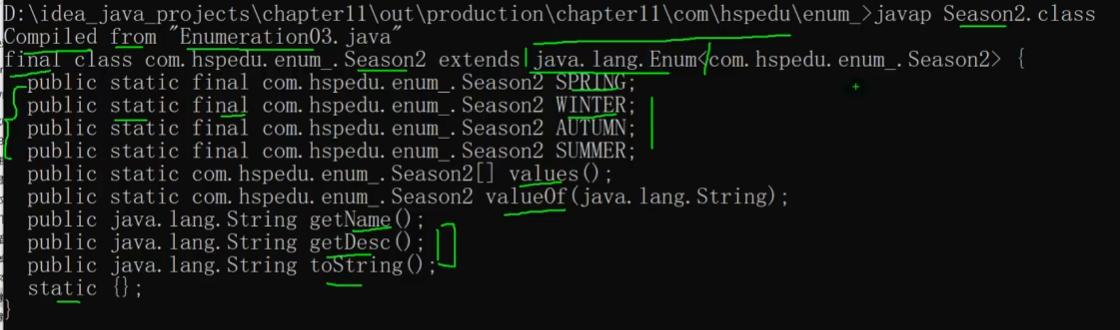 D:\idea_java_projects\chapter11\out\production\chapter11\com\hspedu\enum_>javap Season2.class
Compiled from "Enumeration03.java"
final class com.hspedu.enum_.Season2 extends java.lang.Enum<com.hspedu.enum_.Season2> {
  public static final com.hspedu.enum_.Season2 SPRING;
  public static final com.hspedu.enum_.Season2 WINTER;
  public static final com.hspedu.enum_.Season2 AUTUMN;
  public static final com.hspedu.enum_.Season2 SUMMER;
  public static com.hspedu.enum_.Season2[] values();
  public static com.hspedu.enum_.Season2 valueOf(java.lang.String);
  public java.lang.String getName();
  public java.lang.String getDesc();
  public java.lang.String toString();
  static {};
}